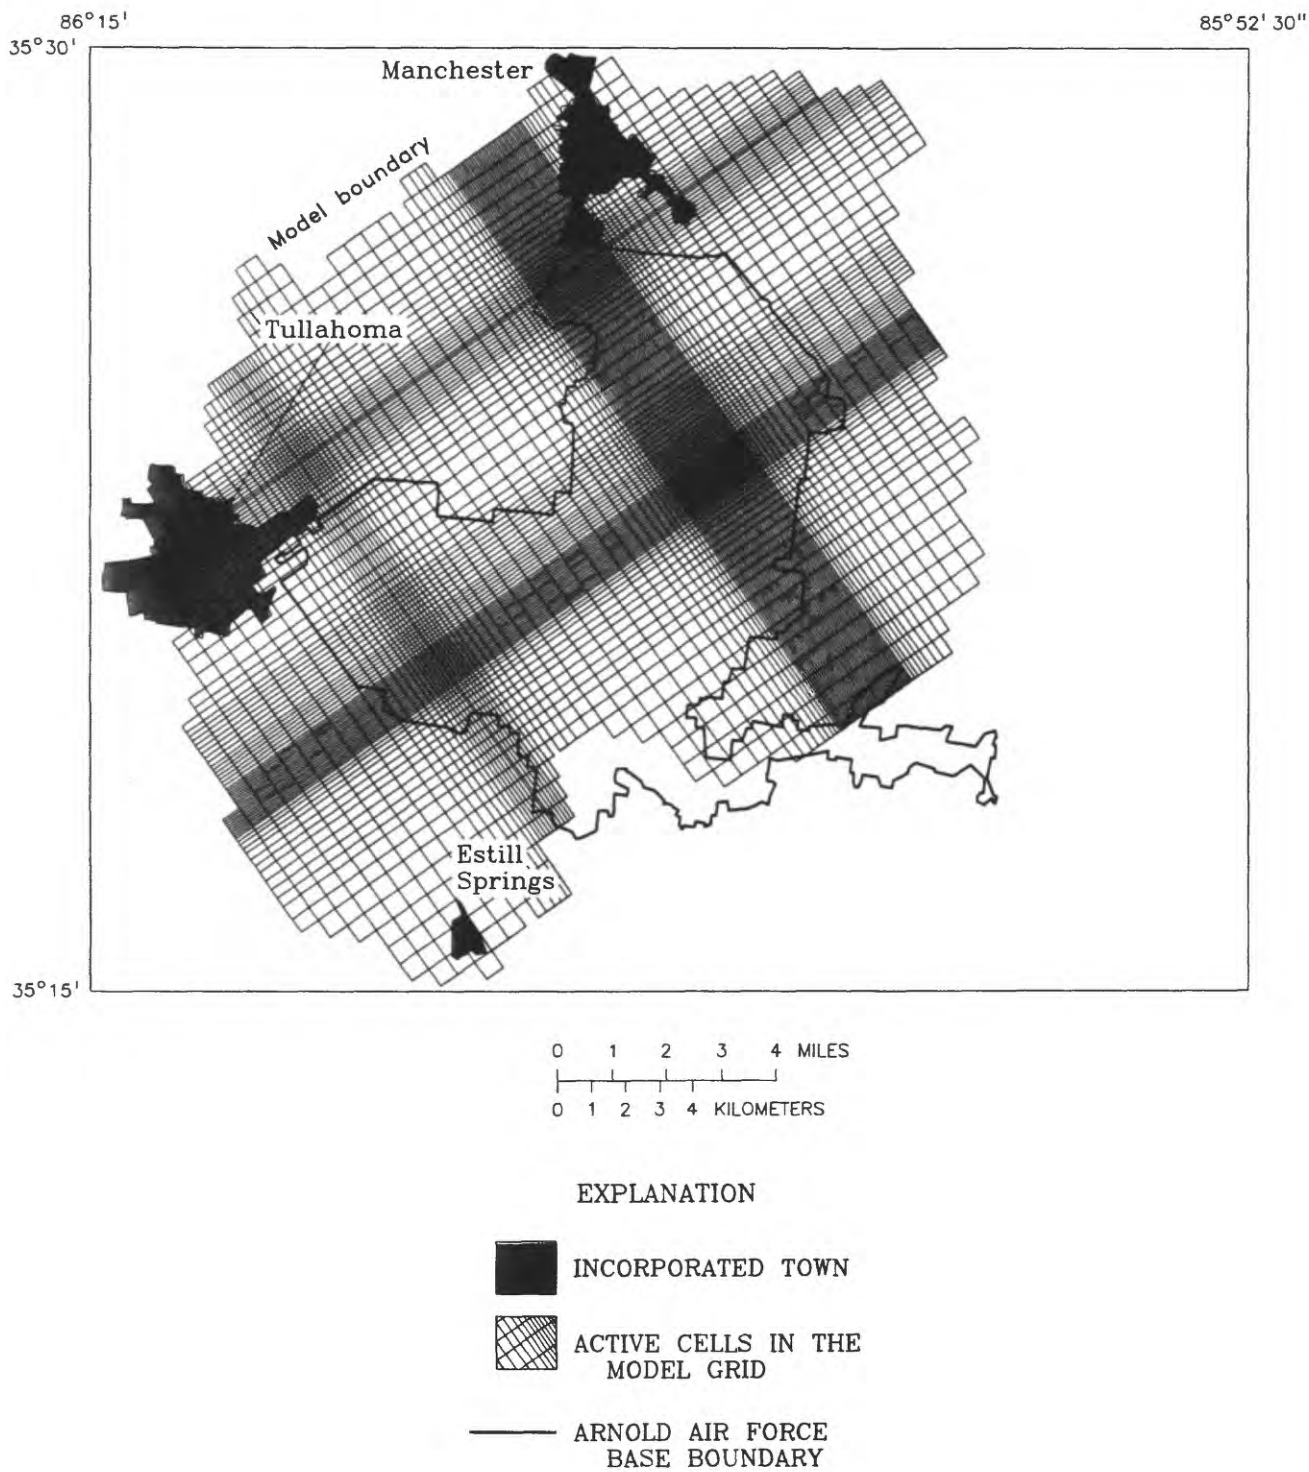 86°15'
85°52'30"
35°30'
Manchester
Model boundary
Tullahoma
Estill
Springs
35°15'
0 1 2 3 4 MILES
0 1 2 3 4 KILOMETERS
EXPLANATION
INCORPORATED TOWN
ACTIVE CELLS IN THE
MODEL GRID
ARNOLD AIR FORCE
BASE BOUNDARY